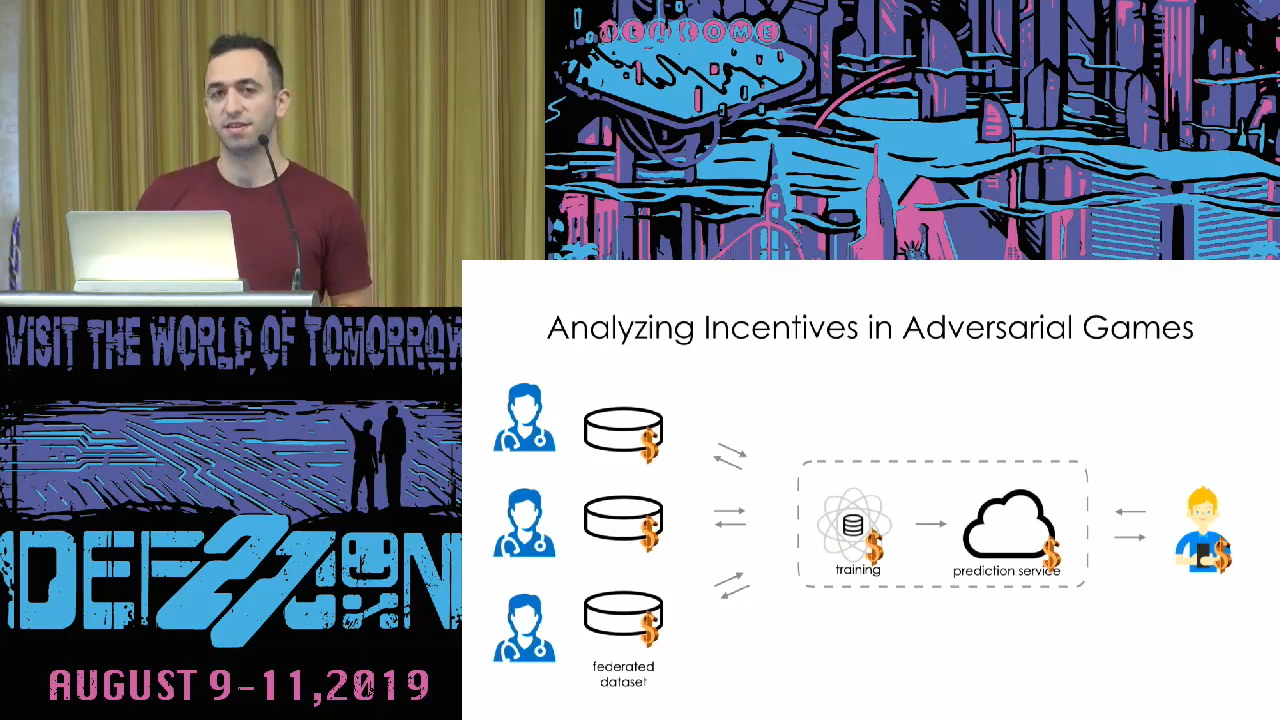 WELCOME
VISIT THE WORLD OF TOMORROW
DEF CON
27
AUGUST 9-11,2019
Analyzing Incentives in Adversarial Games
training
prediction service
federated
dataset